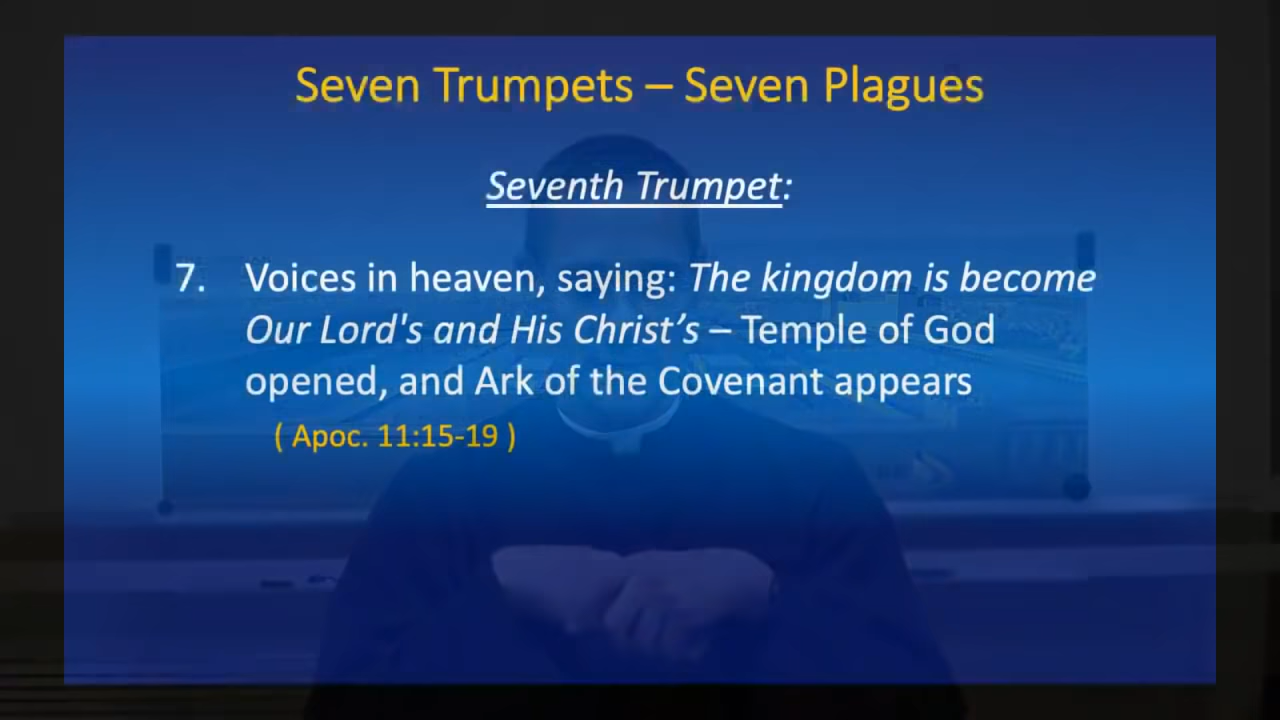 Seven Trumpets – Seven Plagues
Seventh Trumpet:
7. Voices in heaven, saying: The kingdom is become
Our Lord's and His Christ’s – Temple of God
opened, and Ark of the Covenant appears
( Apoc. 11:15-19 )